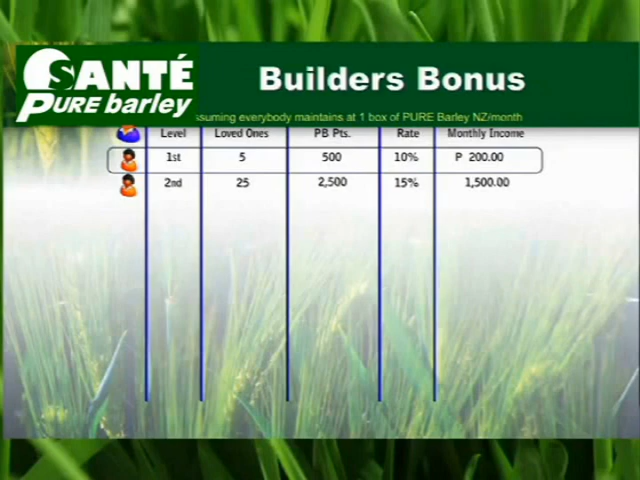 SANTÉ
PURE barley
Builders Bonus
ssuming everybody maintains at 1 box of PURE Barley NZ/month
Level Loved Ones PB Pts. Rate Monthly Income
1st 5 500 10% P 200.00
2nd 25 2,500 15% 1,500.00